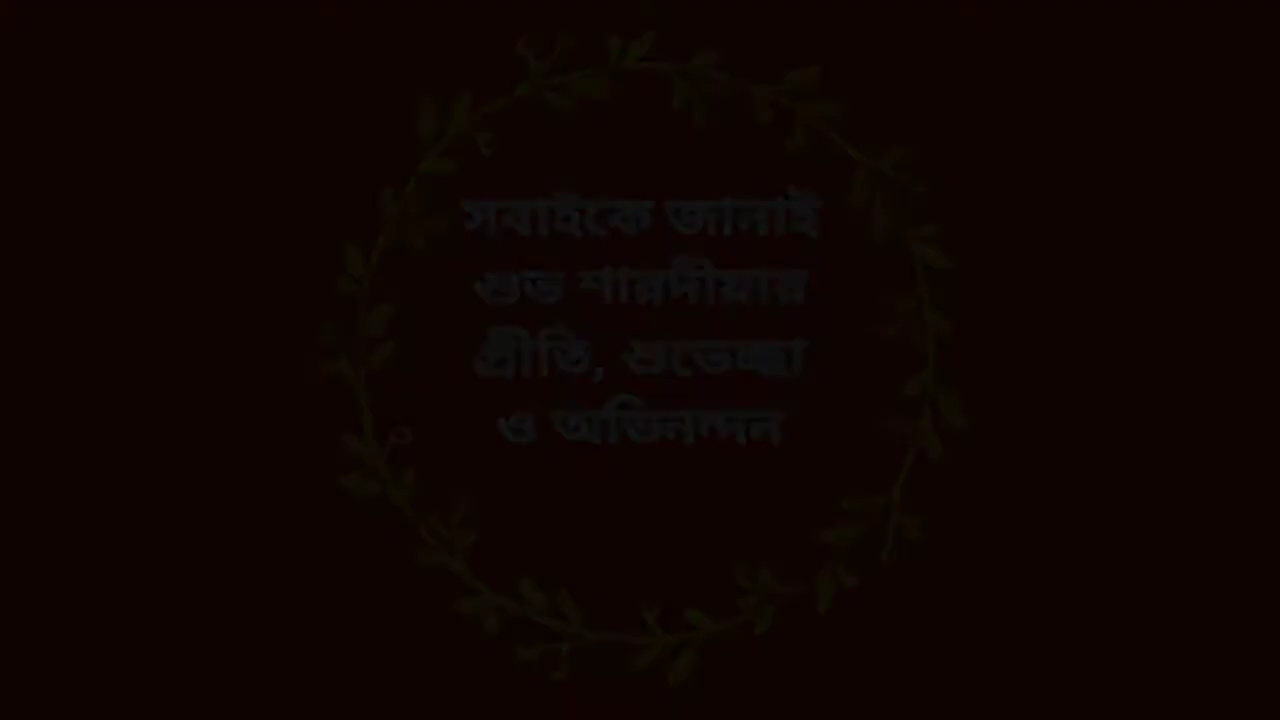 সবাইকে জানাই
শুভ শারদীয়ার
প্রীতি, শুভেচ্ছা
ও অভিনন্দন